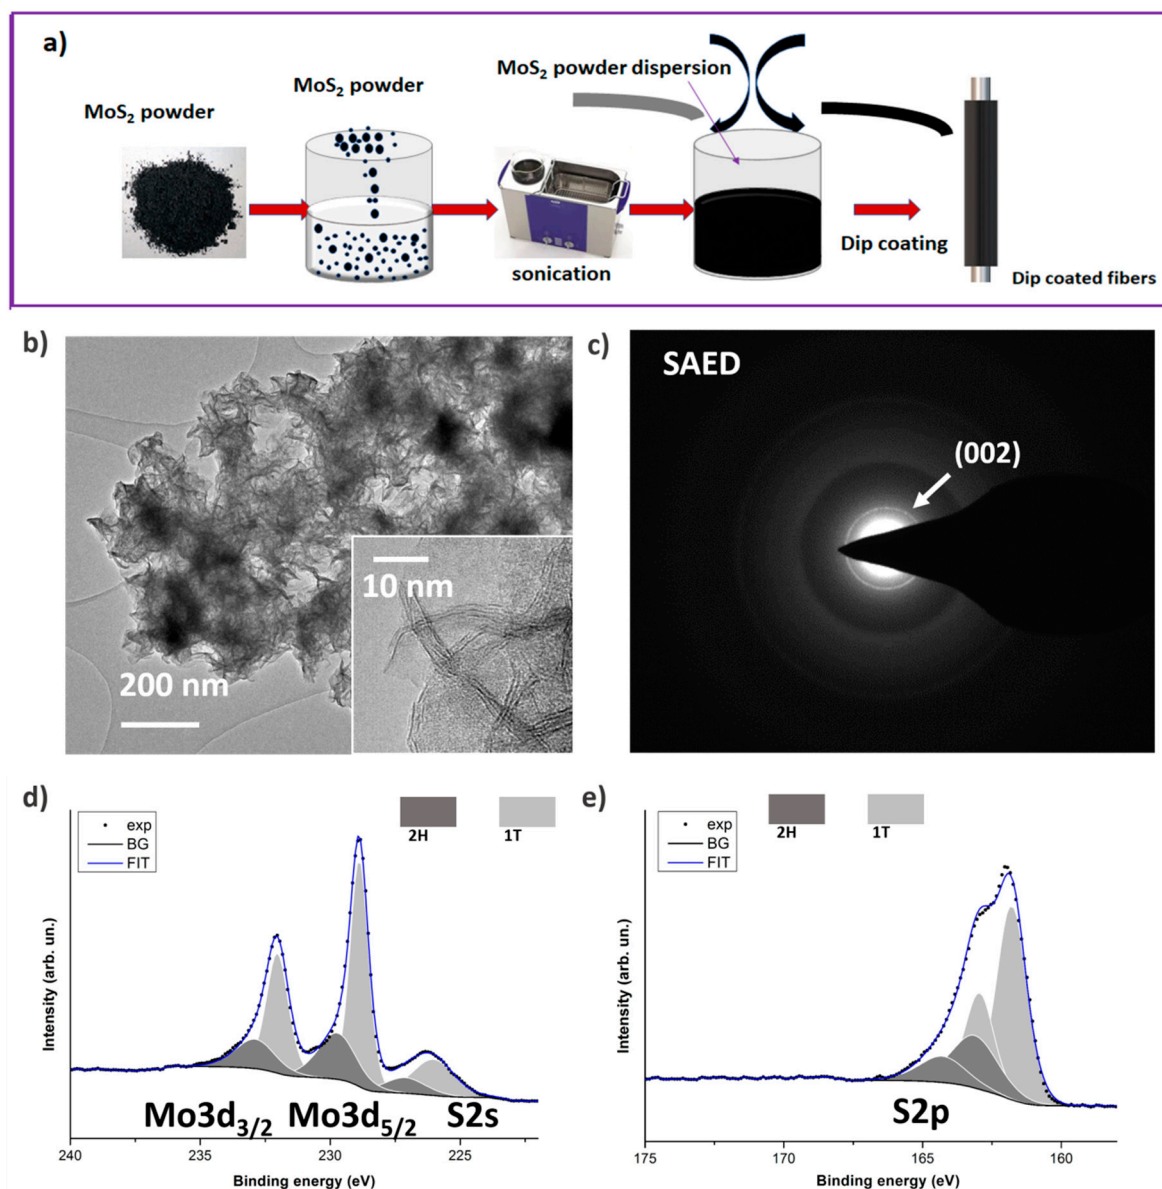 a)
MoS2 powder
MoS2 powder
sonication
MoS2 powder dispersion
Dip coating
Dip coated fibers
b)
200 nm
10 nm
c)
SAED
(002)
d)
exp
BG
FIT
2H
1T
Intensity (arb. un.)
Mo3d3/2 Mo3d5/2 S2s
240 235 230 225
Binding energy (eV)
e)
exp
BG
FIT
2H
1T
Intensity (arb. un.)
S2p
175 170 165 160
Binding energy (eV)